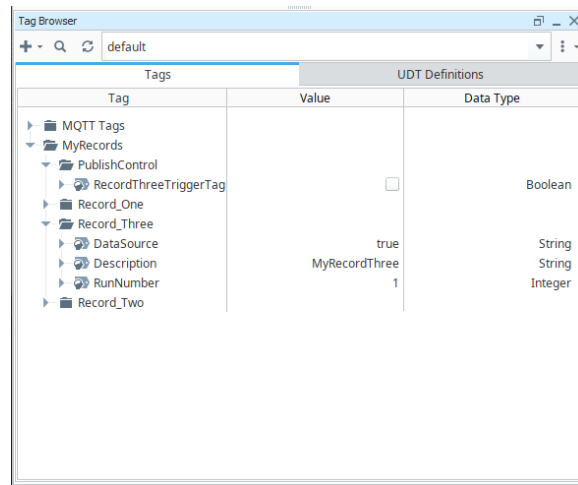 Tag Browser
default
Tags UDT Definitions
Tag Value Data Type
MQTT Tags
MyRecords
PublishControl
RecordThreeTriggerTag Boolean
Record_One
Record_Three
DataSource true String
Description MyRecordThree String
RunNumber 1 Integer
Record_Two